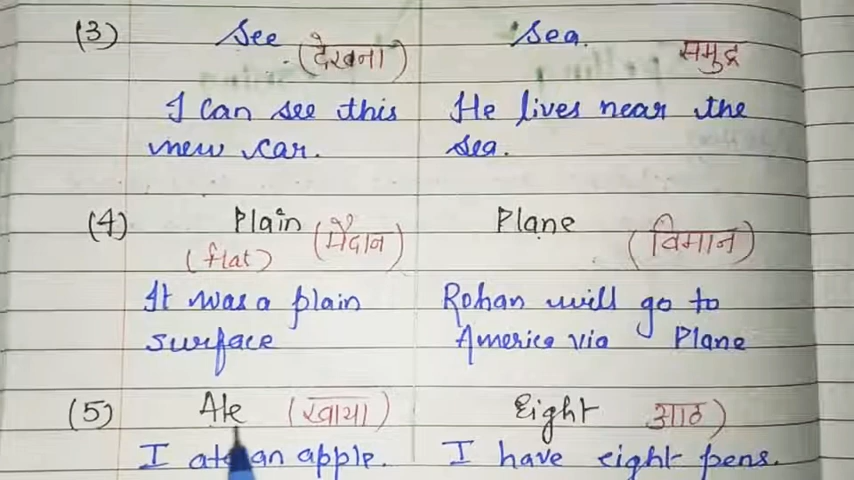 (3) See (देखना) Sea. समुद्र
I can see this He lives near the
new car. sea.
(4) Plain (मैदान) Plane (विमान)
(flat)
It was a plain Rohan will go to
surface America via Plane
(5) Ate (खाया) Eight आठ)
I ate an apple. I have eight pens.